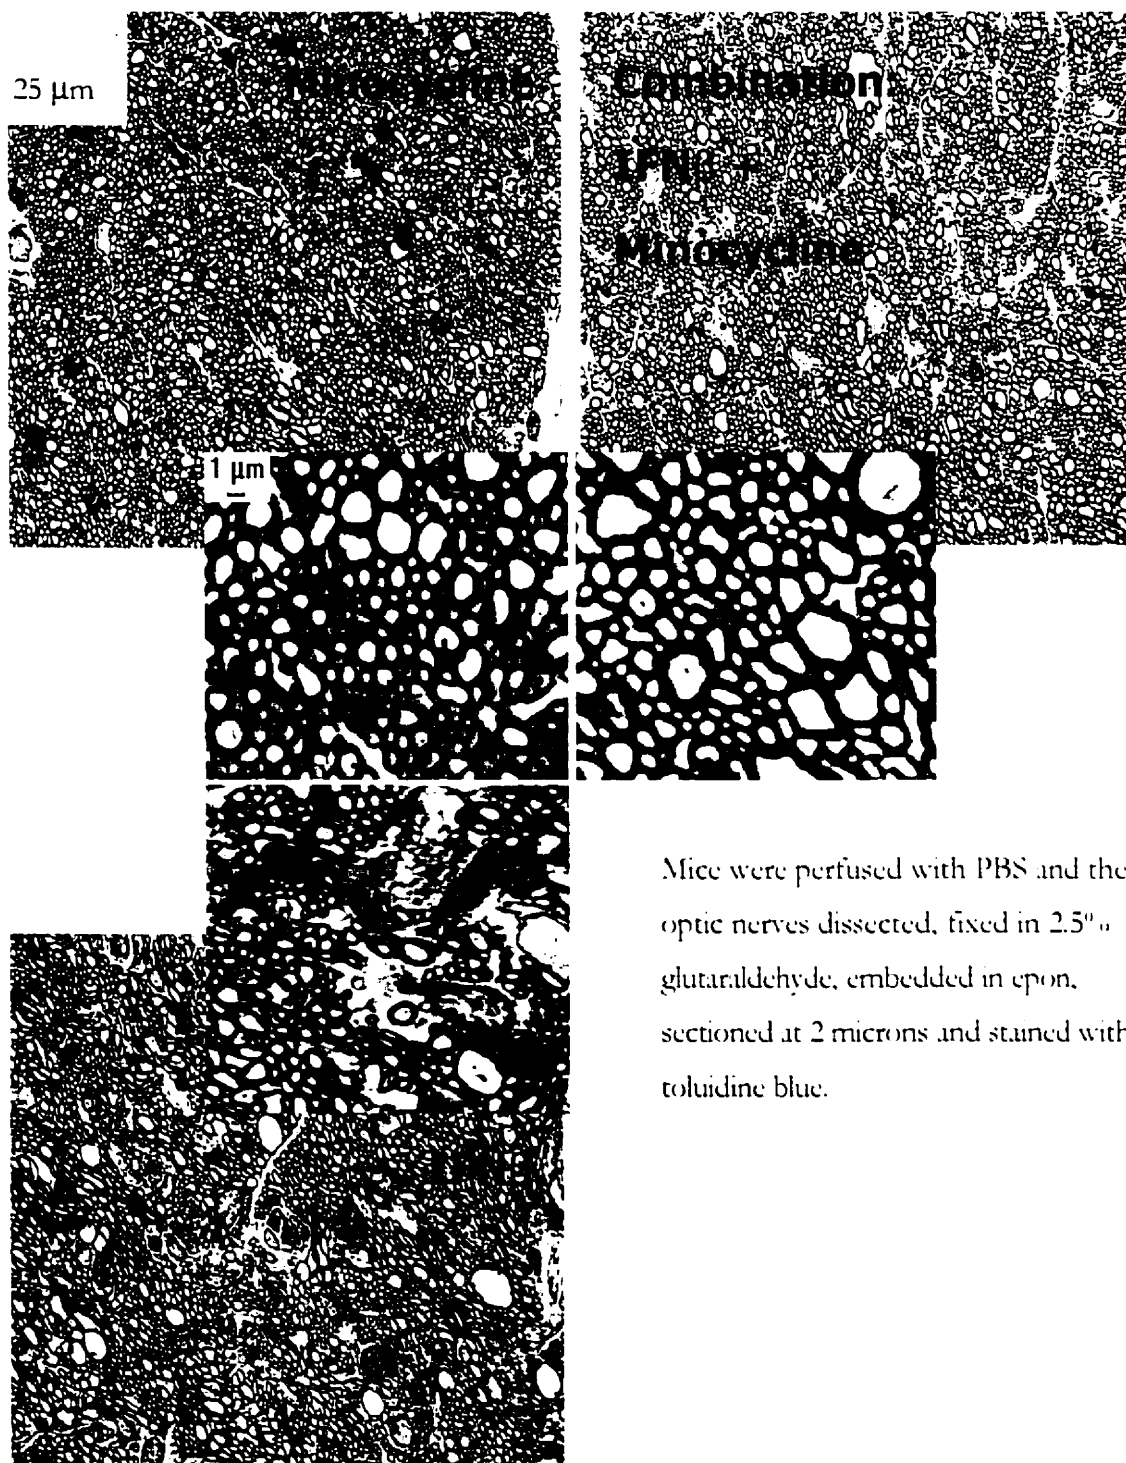 25 µm
Minocycline
Combination:
IFNβ +
Minocycline
1 µm
Mice were perfused with PBS and the
optic nerves dissected, fixed in 2.5%
glutaraldehyde, embedded in epon,
sectioned at 2 microns and stained with
toluidine blue.